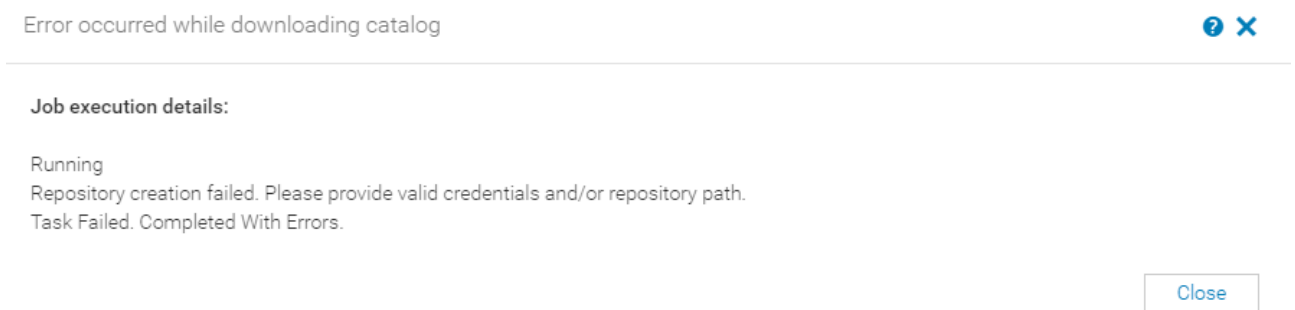 Error occurred while downloading catalog
Job execution details:
Running
Repository creation failed. Please provide valid credentials and/or repository path.
Task Failed. Completed With Errors.
Close